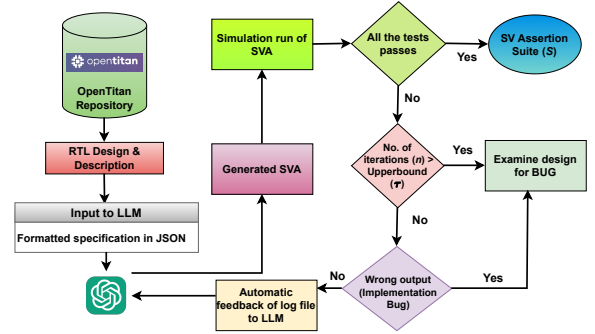 opentitan
OpenTitan
Repository
RTL Design &
Description
Input to LLM
Formatted specification in JSON
Simulation run of
SVA
Generated SVA
Automatic
feedback of log file
to LLM
All the tests
passes
Yes
SV Assertion
Suite (S)
No
No. of
iterations (n) >
Upperbound
(τ)
Yes
Examine design
for BUG
No
Wrong output
(Implementation
Bug)
Yes
No